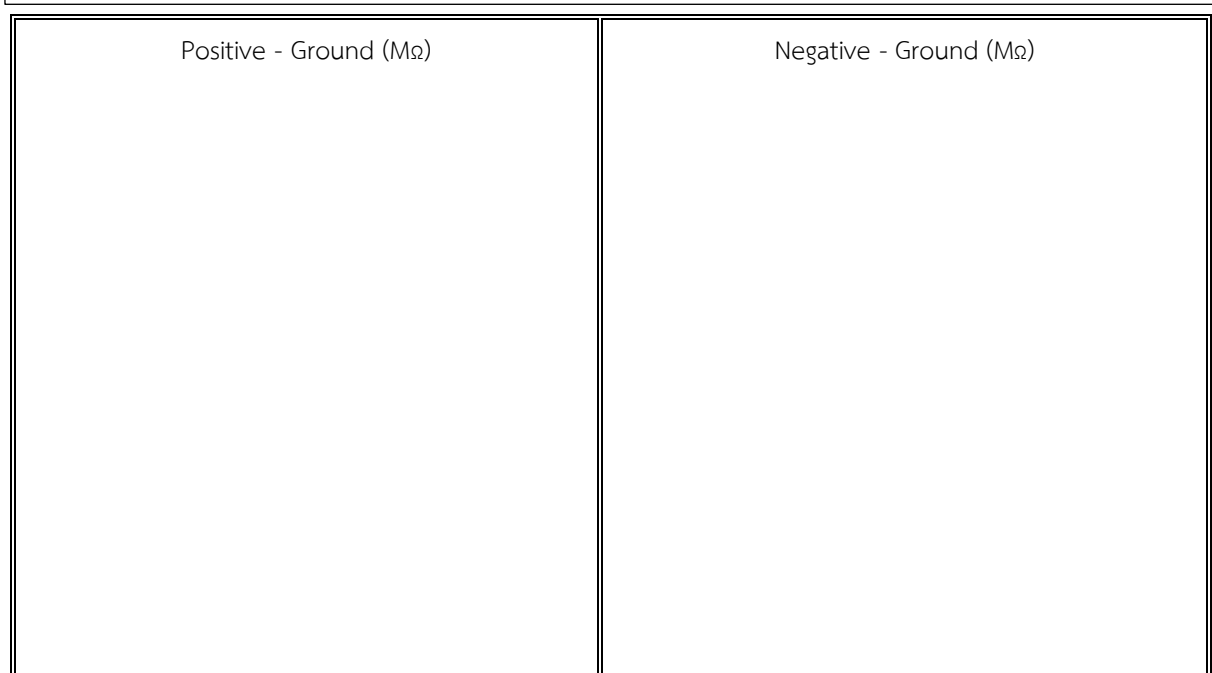 Positive - Ground (MΩ)
Negative - Ground (MΩ)